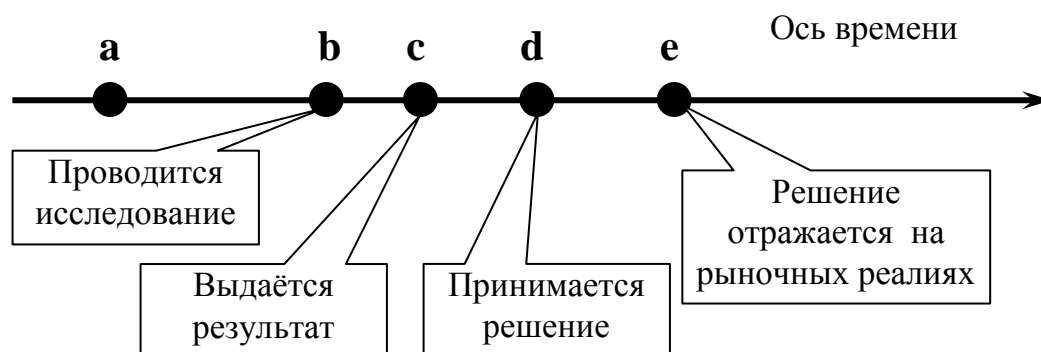 Ось времени
a b c d e
Проводится
исследование
Выдаётся
результат
Принимается
решение
Решение
отражается на
рыночных реалиях